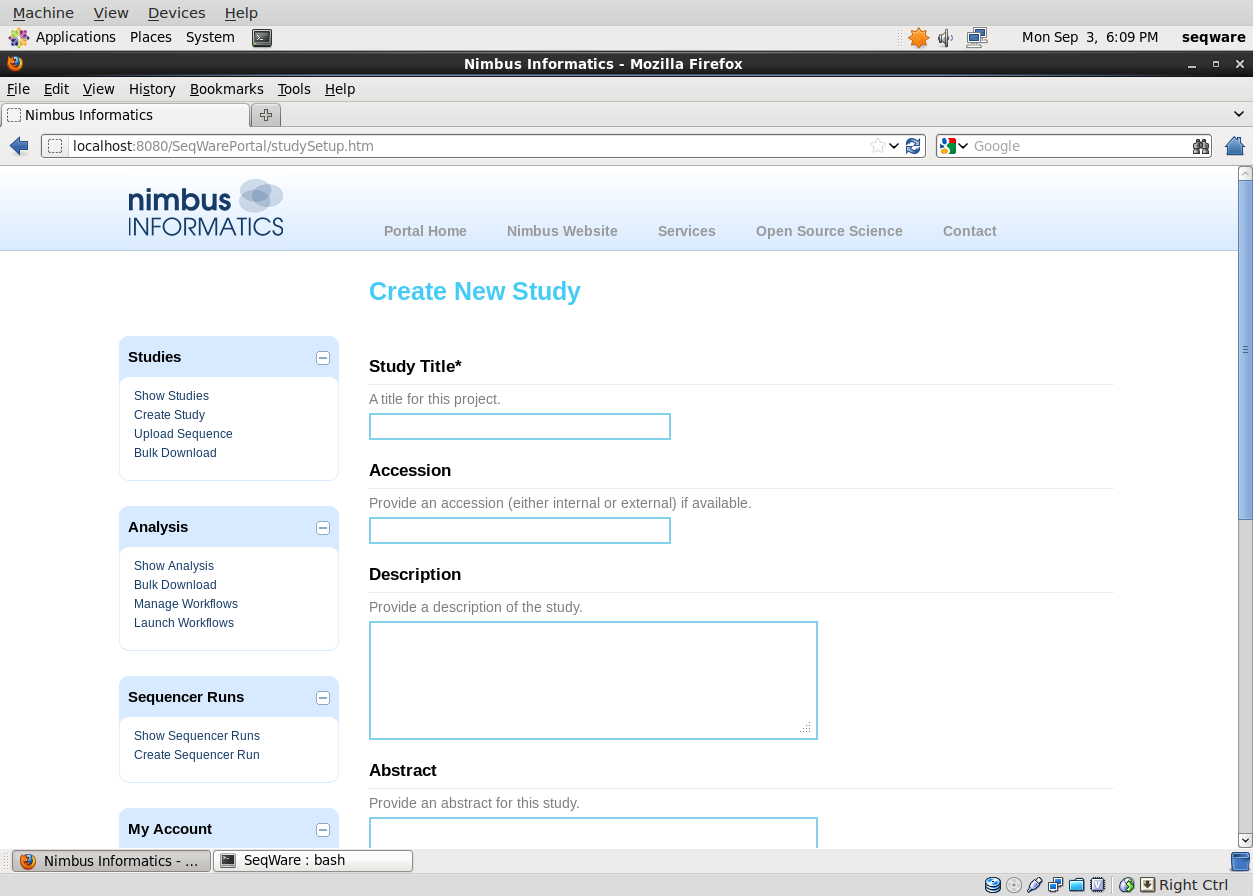 Machine View Devices Help
Applications Places System Mon Sep 3, 6:09 PM seqware
Nimbus Informatics - Mozilla Firefox
File Edit View History Bookmarks Tools Help
Nimbus Informatics
localhost:8080/SeqWarePortal/studySetup.htm Google
nimbus
INFORMATICS
Portal Home Nimbus Website Services Open Source Science Contact
Create New Study
Studies
Show Studies
Create Study
Upload Sequence
Bulk Download
Analysis
Show Analysis
Bulk Download
Manage Workflows
Launch Workflows
Sequencer Runs
Show Sequencer Runs
Create Sequencer Run
My Account
Study Title*
A title for this project.
Accession
Provide an accession (either internal or external) if available.
Description
Provide a description of the study.
Abstract
Provide an abstract for this study.
Nimbus Informatics - ... SeqWare : bash
Right Ctrl